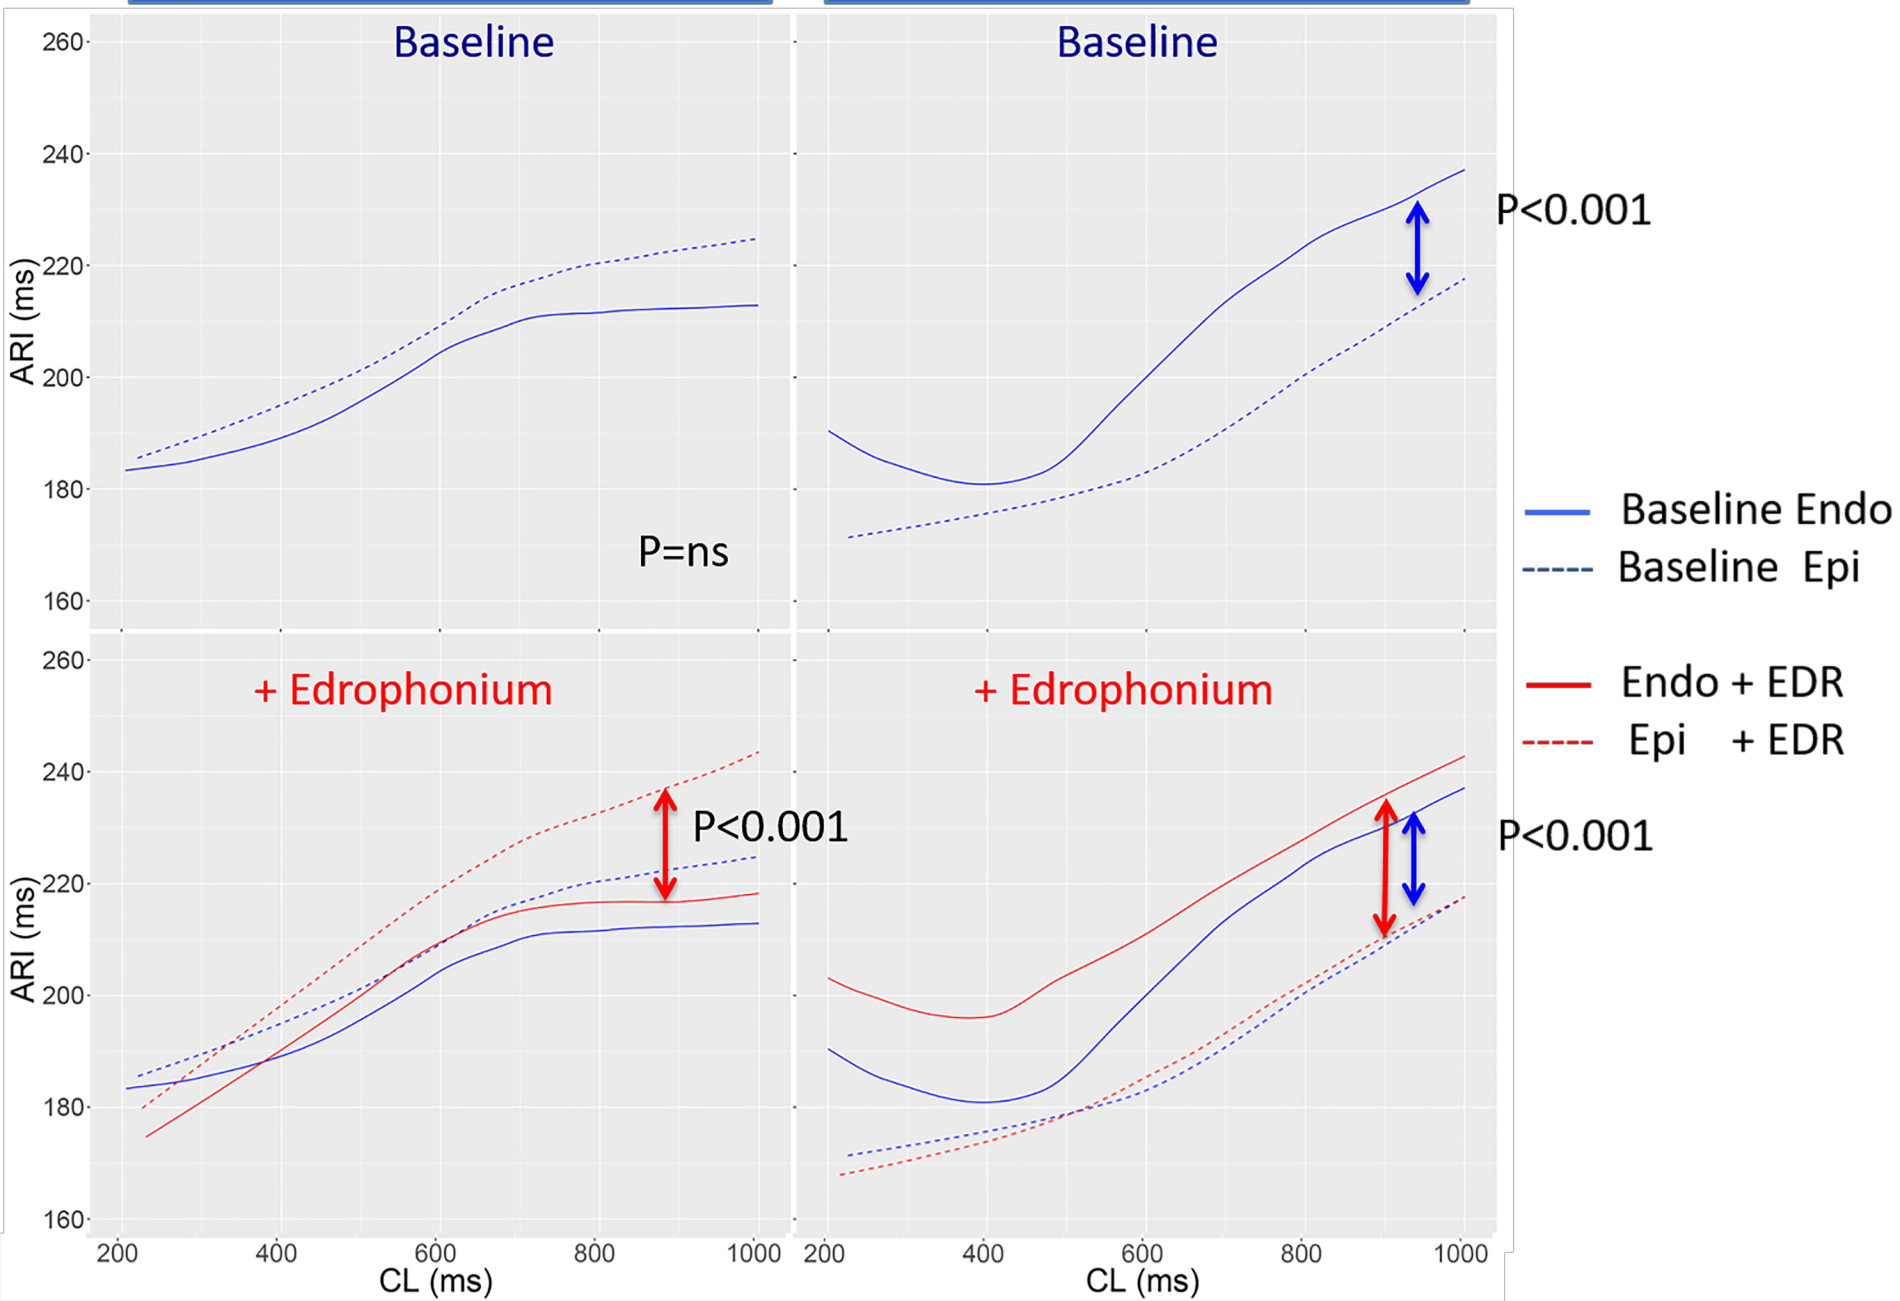 Baseline
Baseline
260
240
220
200
180
160
ARI (ms)
P<0.001
P=ns
Baseline Endo
Baseline Epi
Endo + EDR
Epi + EDR
+ Edrophonium
+ Edrophonium
260
240
220
200
180
160
ARI (ms)
P<0.001
P<0.001
200 400 600 800 1000
200 400 600 800 1000
CL (ms)
CL (ms)